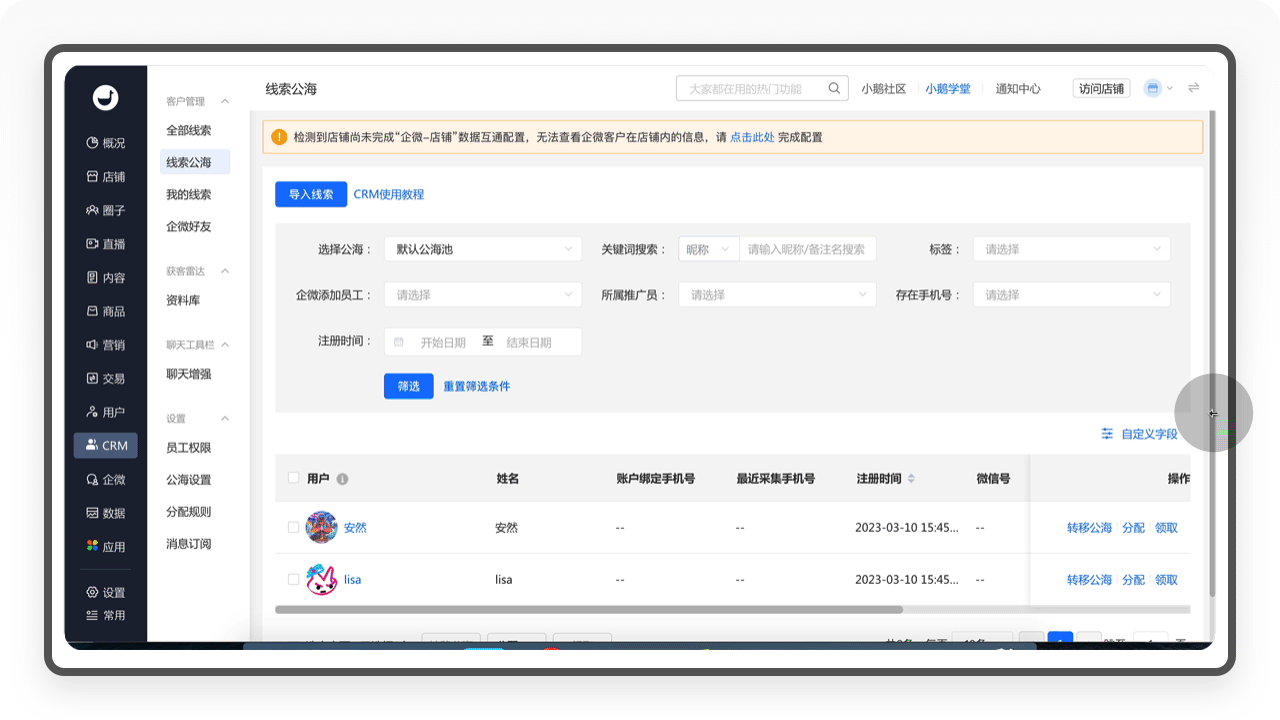 线索公海
大家都在用的热门功能
小鹅社区
小鹅学堂
通知中心
访问店铺
概况
店铺
圈子
直播
内容
商品
营销
交易
用户
CRM
企微
数据
应用
设置
常用
客户管理
全部线索
线索公海
我的线索
企微好友
获客雷达
资料库
聊天工具栏
聊天增强
设置
员工权限
公海设置
分配规则
消息订阅
检测到店铺尚未完成“企微-店铺”数据互通配置，无法查看企微客户在店铺内的信息，请 点击此处 完成配置
导入线索 CRM使用教程
选择公海： 默认公海池 关键词搜索： 昵称 请输入昵称/备注名搜索 标签： 请选择
企微添加员工： 请选择 所属推广员： 请选择 存在手机号： 请选择
注册时间： 开始日期 至 结束日期
筛选 重置筛选条件
自定义字段
用户 姓名 账户绑定手机号 最近采集手机号 注册时间 微信号 操作
安然 安然 -- -- 2023-03-10 15:45... -- 转移公海 分配 领取
lisa lisa -- -- 2023-03-10 15:45... -- 转移公海 分配 领取